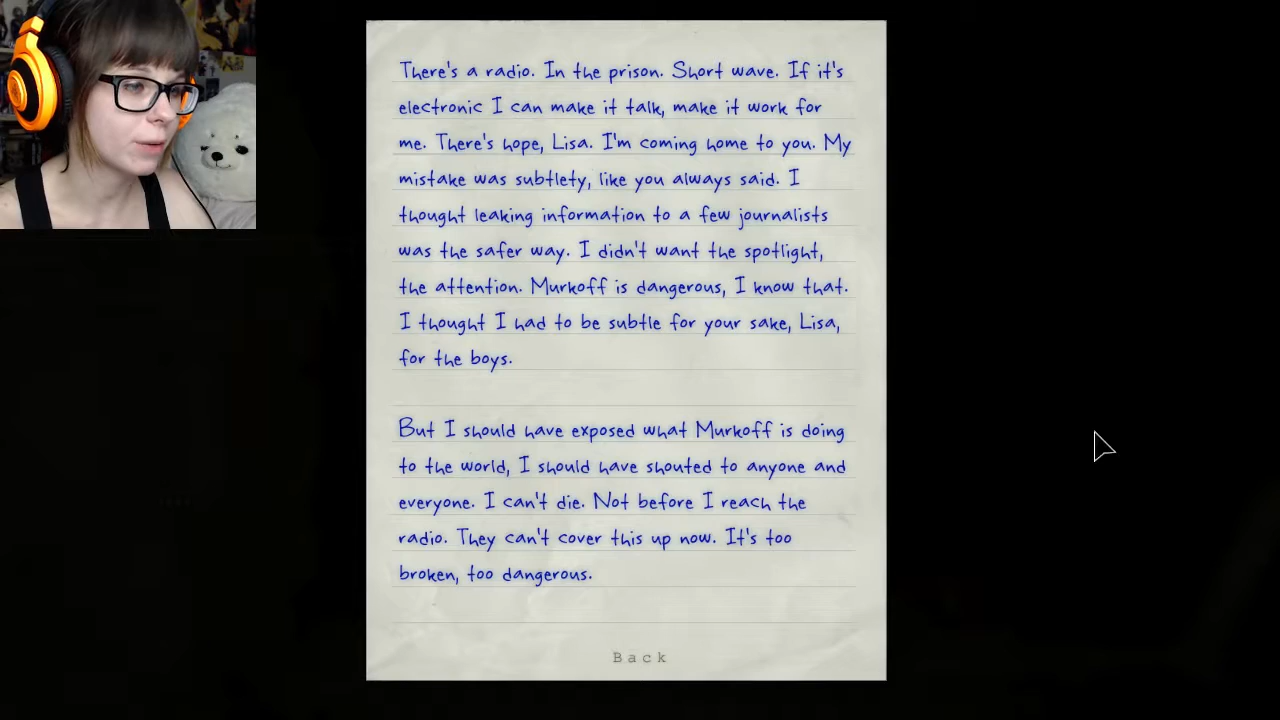 There's a radio. In the prison. Short wave. If it's
electronic I can make it talk, make it work for
me. There's hope, Lisa. I'm coming home to you. My
mistake was subtlety, like you always said. I
thought leaking information to a few journalists
was the safer way. I didn't want the spotlight,
the attention. Murkoff is dangerous, I know that.
I thought I had to be subtle for your sake, Lisa,
for the boys.
But I should have exposed what Murkoff is doing
to the world, I should have shouted to anyone and
everyone. I can't die. Not before I reach the
radio. They can't cover this up now. It's too
broken, too dangerous.
Back